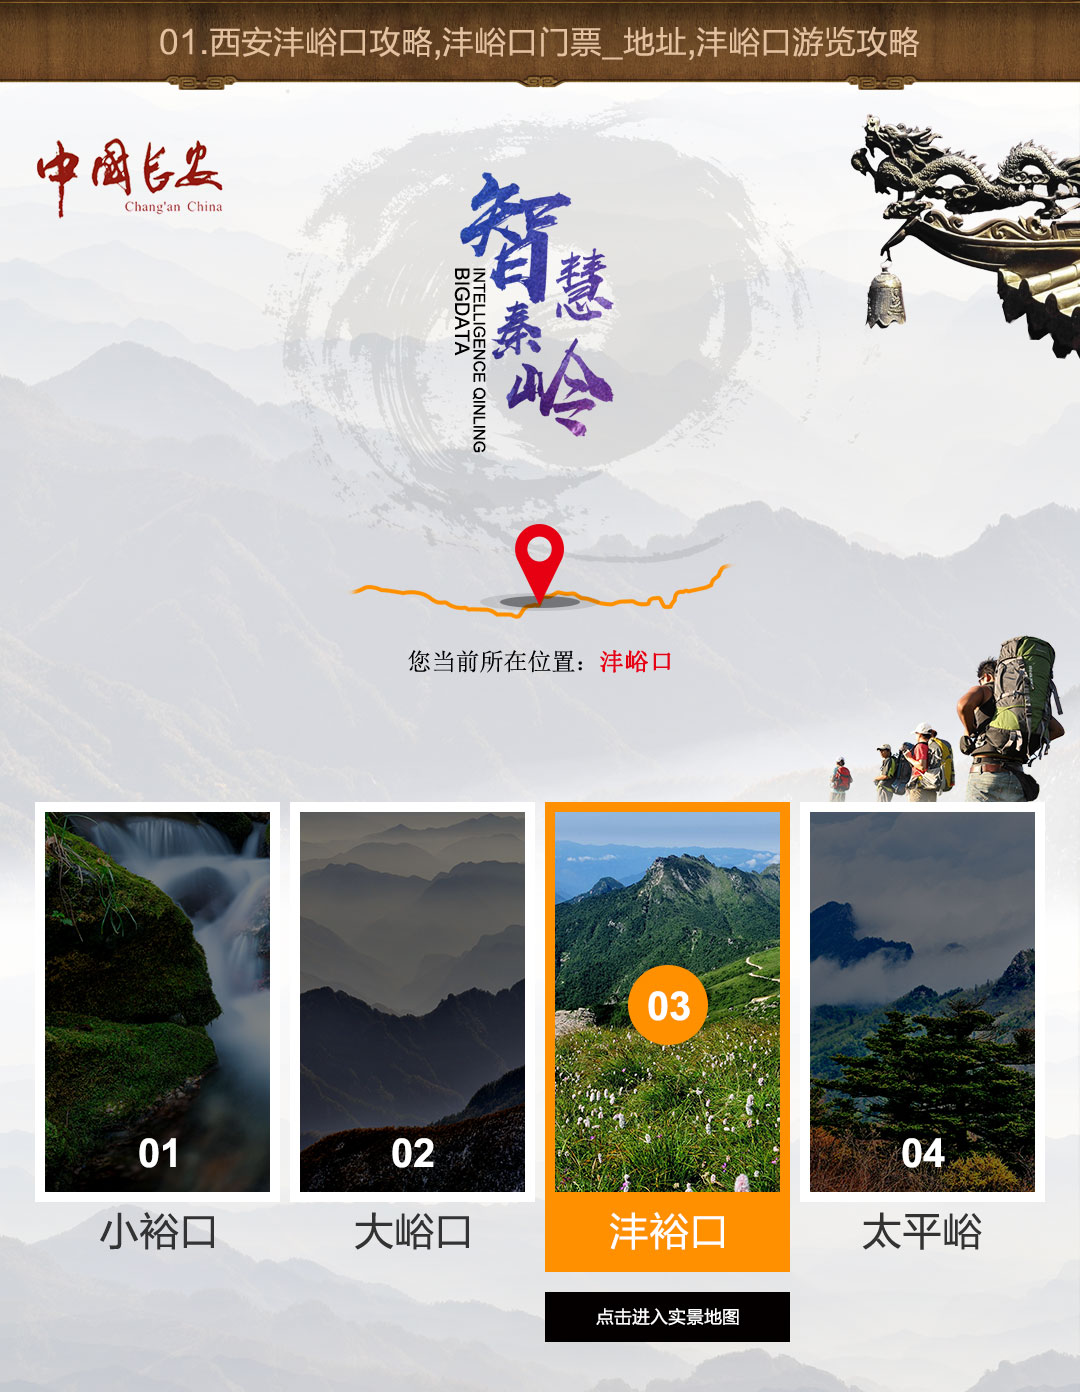 01.西安沣峪口攻略,沣峪口门票_地址,沣峪口游览攻略
中國长安
Chang'an China
智慧
秦岭
INTELLIGENCE QINLING
BIGDATA
您当前所在位置：沣峪口
01
02
03
04
小裕口
大峪口
沣裕口
太平峪
点击进入实景地图